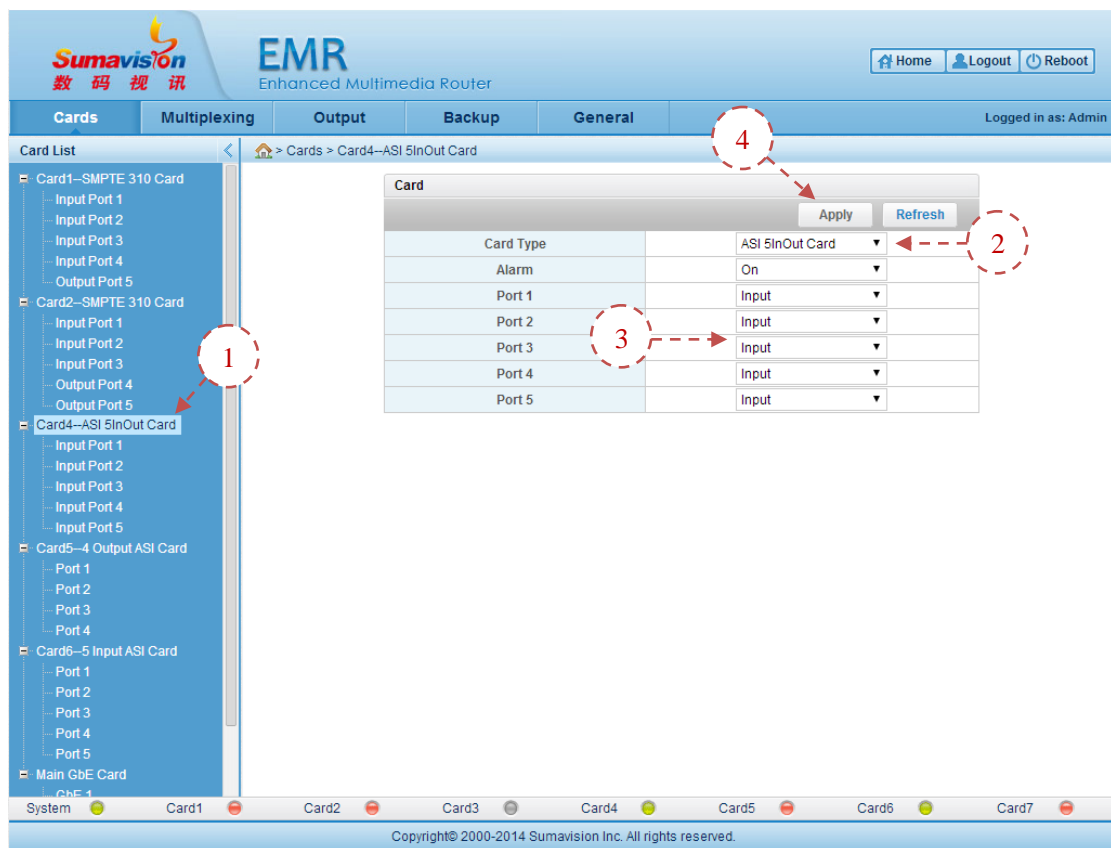 Sumavision
数 码 视 讯
EMR
Enhanced Multimedia Router
Home Logout Reboot
Cards Multiplexing Output Backup General Logged in as: Admin
Card List
> Cards > Card4--ASI 5InOut Card
Card1--SMPTE 310 Card
Input Port 1
Input Port 2
Input Port 3
Input Port 4
Output Port 5
Card2--SMPTE 310 Card
Input Port 1
Input Port 2
Input Port 3
Output Port 4
Output Port 5
Card4--ASI 5InOut Card
Input Port 1
Input Port 2
Input Port 3
Input Port 4
Input Port 5
Card5--4 Output ASI Card
Port 1
Port 2
Port 3
Port 4
Card6--5 Input ASI Card
Port 1
Port 2
Port 3
Port 4
Port 5
Main GbE Card
GbE 1
Card
Apply Refresh
Card Type ASI 5InOut Card
Alarm On
Port 1 Input
Port 2 Input
Port 3 Input
Port 4 Input
Port 5 Input
1
2
3
4
System Card1 Card2 Card3 Card4 Card5 Card6 Card7
Copyright© 2000-2014 Sumavision Inc. All rights reserved.